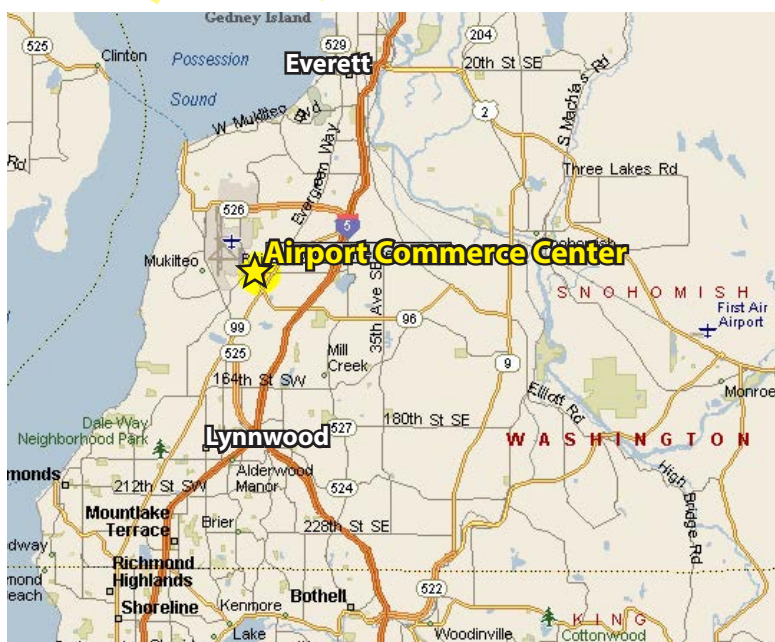 Gedney Island
525
Clinton
Possession
Sound
529
Everett
204
20th St SE
2
S Machias Rd
W Mukilteo
Blvd
Evergreen Way
Three Lakes Rd
Rd
526
5
Airport Commerce Center
Mukilteo
35th Ave SE
SNOHOMISH
First Air
Airport
99
96
525
Mill
Creek
9
164th St SW
Elliott Rd
Monroe
Dale Way
Neighborhood Park
Lynnwood
527
180th St SE
WASHINGTON
monds
Alderwood
Manor
212th St SW
524
High Bridge Rd
Mountlake
Terrace
Brier
228th St SE
dway
Richmond
Highlands
mond
each
522
Bothell
Shoreline
Kenmore
KING
Lake
Woodinville
Cottonwood